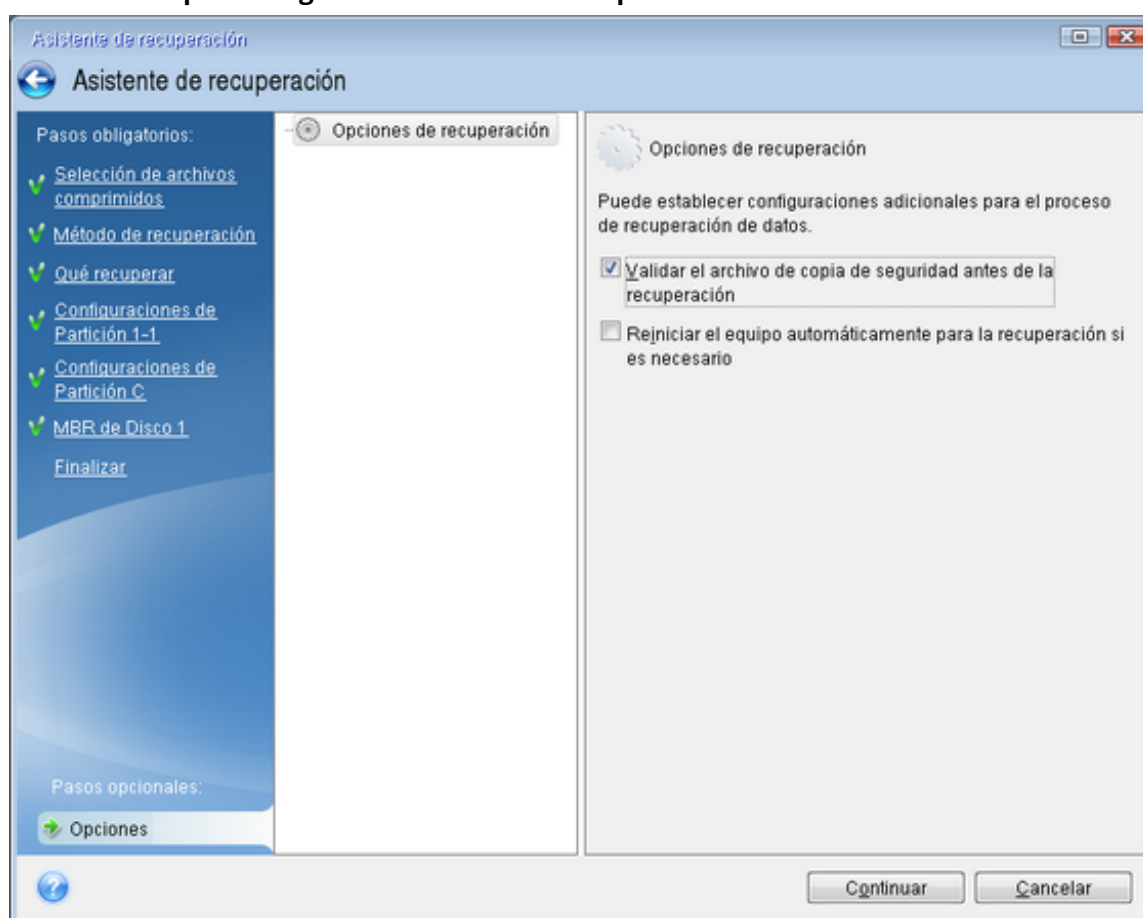 Asistente de recuperación
Asistente de recuperación
Pasos obligatorios:
Selección de archivos
comprimidos
Método de recuperación
Qué recuperar
Configuraciones de
Partición 1-1
Configuraciones de
Partición C
MBR de Disco 1
Finalizar
Pasos opcionales:
Opciones
Opciones de recuperación
Opciones de recuperación
Puede establecer configuraciones adicionales para el proceso
de recuperación de datos.
Validar el archivo de copia de seguridad antes de la
recuperación
Reiniciar el equipo automáticamente para la recuperación si
es necesario
Continuar
Cancelar